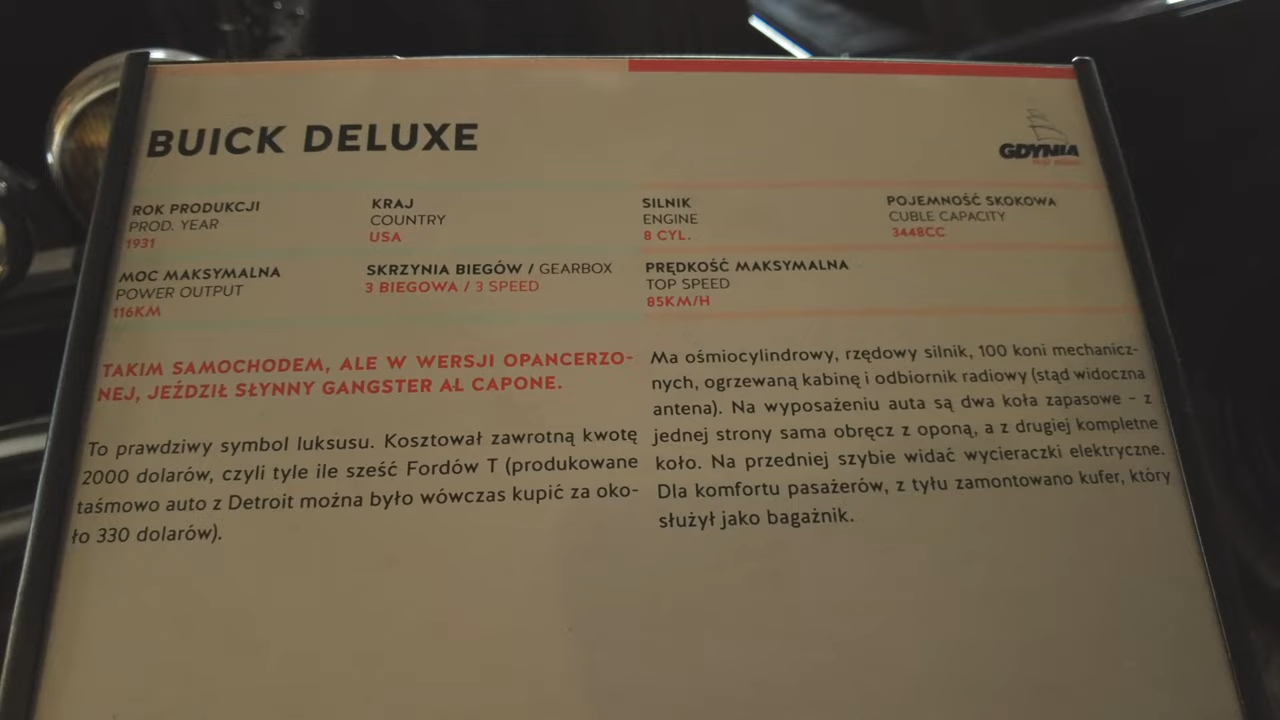 BUICK DELUXE
GDYNIA
ROK PRODUKCJI
PROD. YEAR
1931
KRAJ
COUNTRY
USA
SILNIK
ENGINE
8 CYL.
POJEMNOŚĆ SKOKOWA
CUBLE CAPACITY
3448CC
MOC MAKSYMALNA
POWER OUTPUT
116KM
SKRZYNIA BIEGÓW / GEARBOX
3 BIEGOWA / 3 SPEED
PRĘDKOŚĆ MAKSYMALNA
TOP SPEED
85KM/H
TAKIM SAMOCHODEM, ALE W WERSJI OPANCERZO-
NEJ, JEŹDZIŁ SŁYNNY GANGSTER AL CAPONE.
To prawdziwy symbol luksusu. Kosztował zawrotną kwotę
2000 dolarów, czyli tyle ile sześć Fordów T (produkowane
taśmowo auto z Detroit można było wówczas kupić za oko-
ło 330 dolarów).
Ma ośmiocylindrowy, rzędowy silnik, 100 koni mechanicz-
nych, ogrzewaną kabinę i odbiornik radiowy (stąd widoczna
antena). Na wyposażeniu auta są dwa koła zapasowe – z
jednej strony sama obręcz z oponą, a z drugiej kompletne
koło. Na przedniej szybie widać wycieraczki elektryczne.
Dla komfortu pasażerów, z tyłu zamontowano kufer, który
służył jako bagażnik.